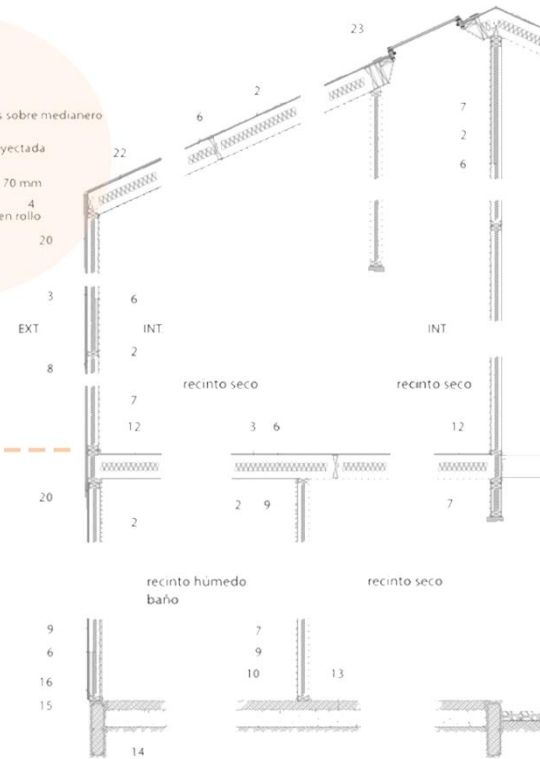 23
2
s sobre medianero
6
7
2
yectada
22
6
70 mm
4
en rollo
20
3
6
EXT
INT.
INT
2
8
recinto seco
recinto seco
7
12
3 6
12
20
2 9
7
2
recinto húmedo
baño
recinto seco
9
7
6
9
16
10
13
15
14